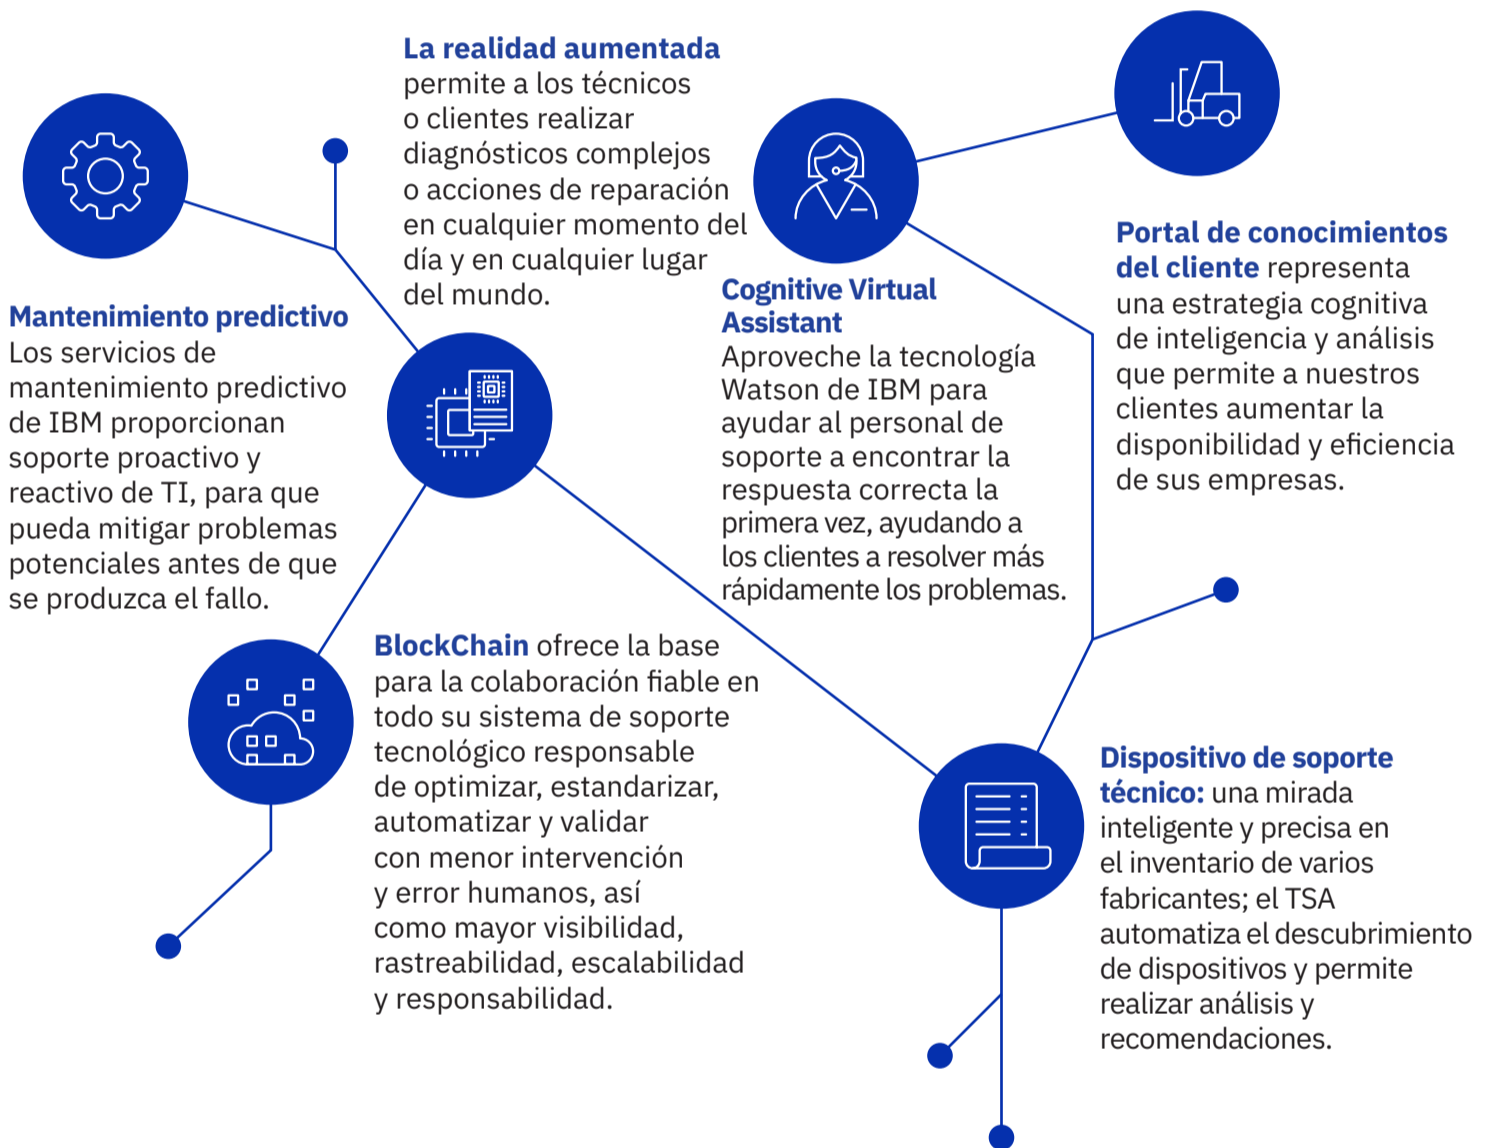 La realidad aumentada
permite a los técnicos
o clientes realizar
diagnósticos complejos
o acciones de reparación
en cualquier momento del
día y en cualquier lugar
del mundo.
Mantenimiento predictivo
Los servicios de
mantenimiento predictivo
de IBM proporcionan
soporte proactivo y
reactivo de TI, para que
pueda mitigar problemas
potenciales antes de que
se produzca el fallo.
Cognitive Virtual
Assistant
Aproveche la tecnología
Watson de IBM para
ayudar al personal de
soporte a encontrar la
respuesta correcta la
primera vez, ayudando a
los clientes a resolver más
rápidamente los problemas.
Portal de conocimientos
del cliente representa
una estrategia cognitiva
de inteligencia y análisis
que permite a nuestros
clientes aumentar la
disponibilidad y eficiencia
de sus empresas.
BlockChain ofrece la base
para la colaboración fiable en
todo su sistema de soporte
tecnológico responsable
de optimizar, estandarizar,
automatizar y validar
con menor intervención
y error humanos, así
como mayor visibilidad,
rastreabilidad, escalabilidad
y responsabilidad.
Dispositivo de soporte
técnico: una mirada
inteligente y precisa en
el inventario de varios
fabricantes; el TSA
automatiza el descubrimiento
de dispositivos y permite
realizar análisis y
recomendaciones.